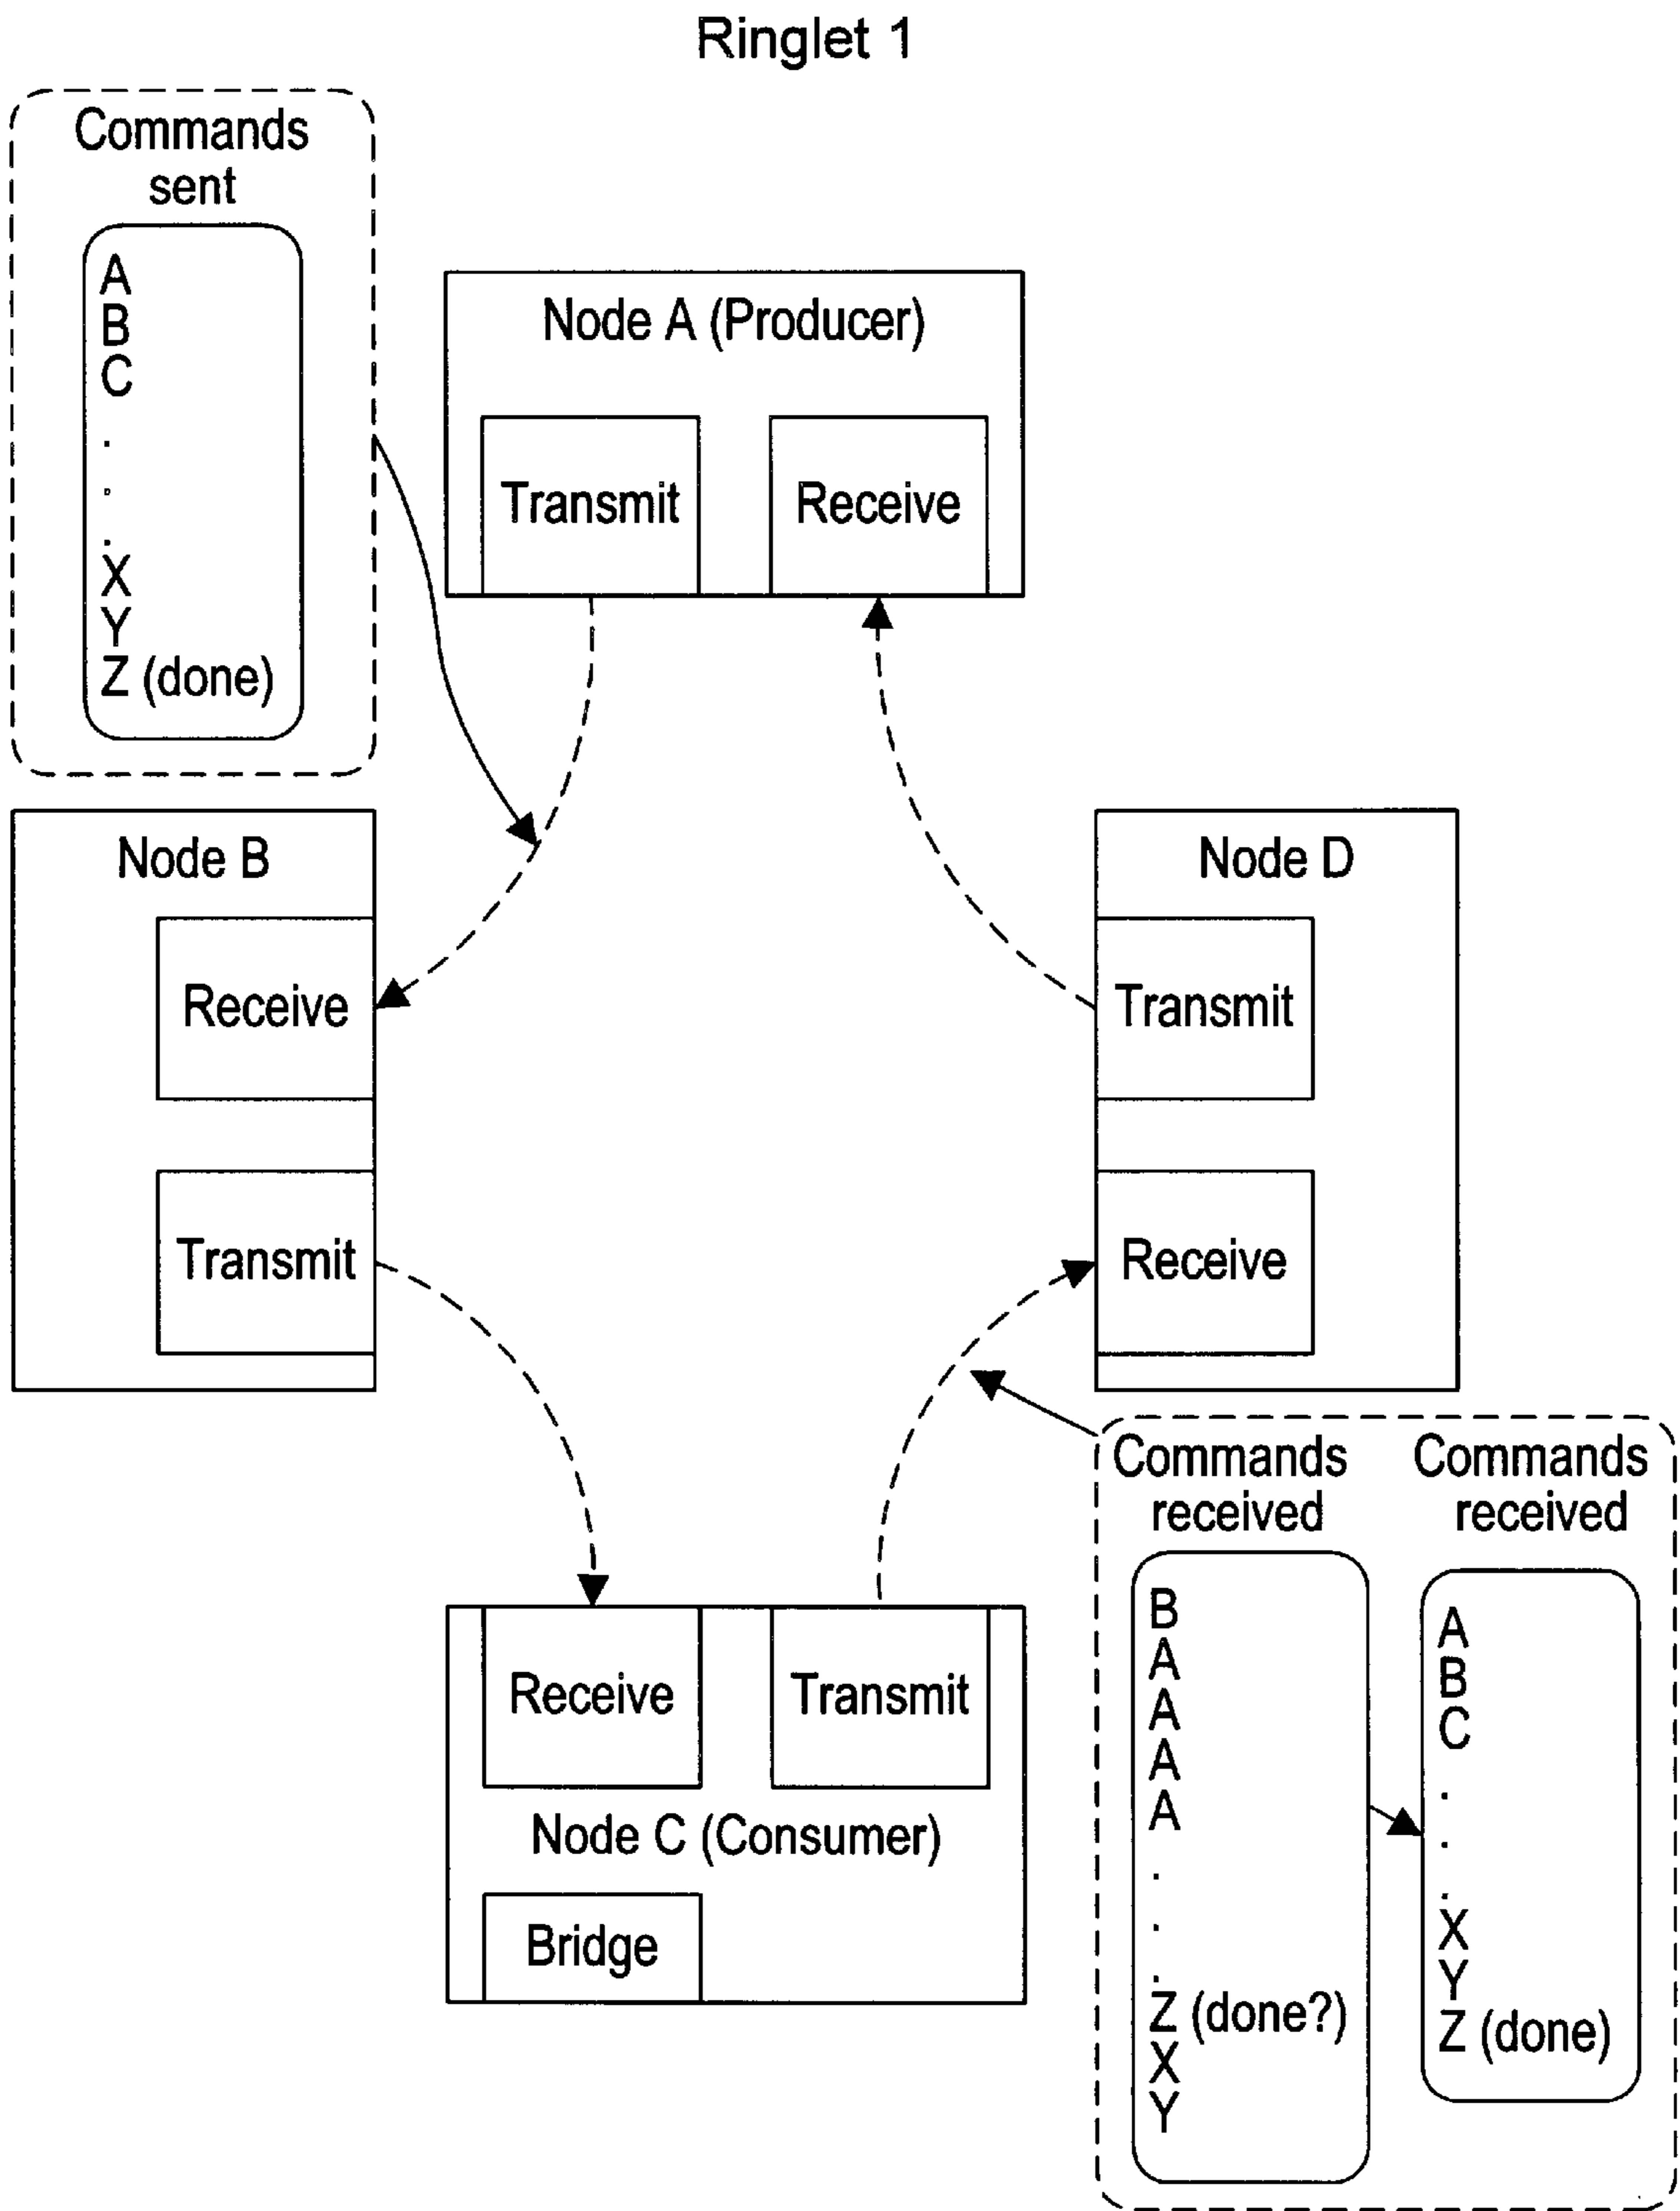 Ringlet 1
Commands
sent
A
B
C
.
.
.
X
Y
Z (done)
Node A (Producer)
Transmit
Receive
Node B
Receive
Transmit
Node D
Transmit
Receive
Receive
Transmit
Node C (Consumer)
Bridge
Commands
received
B
A
A
A
A
.
.
.
Z (done?)
X
Y
Commands
received
A
B
C
.
.
.
X
Y
Z (done)